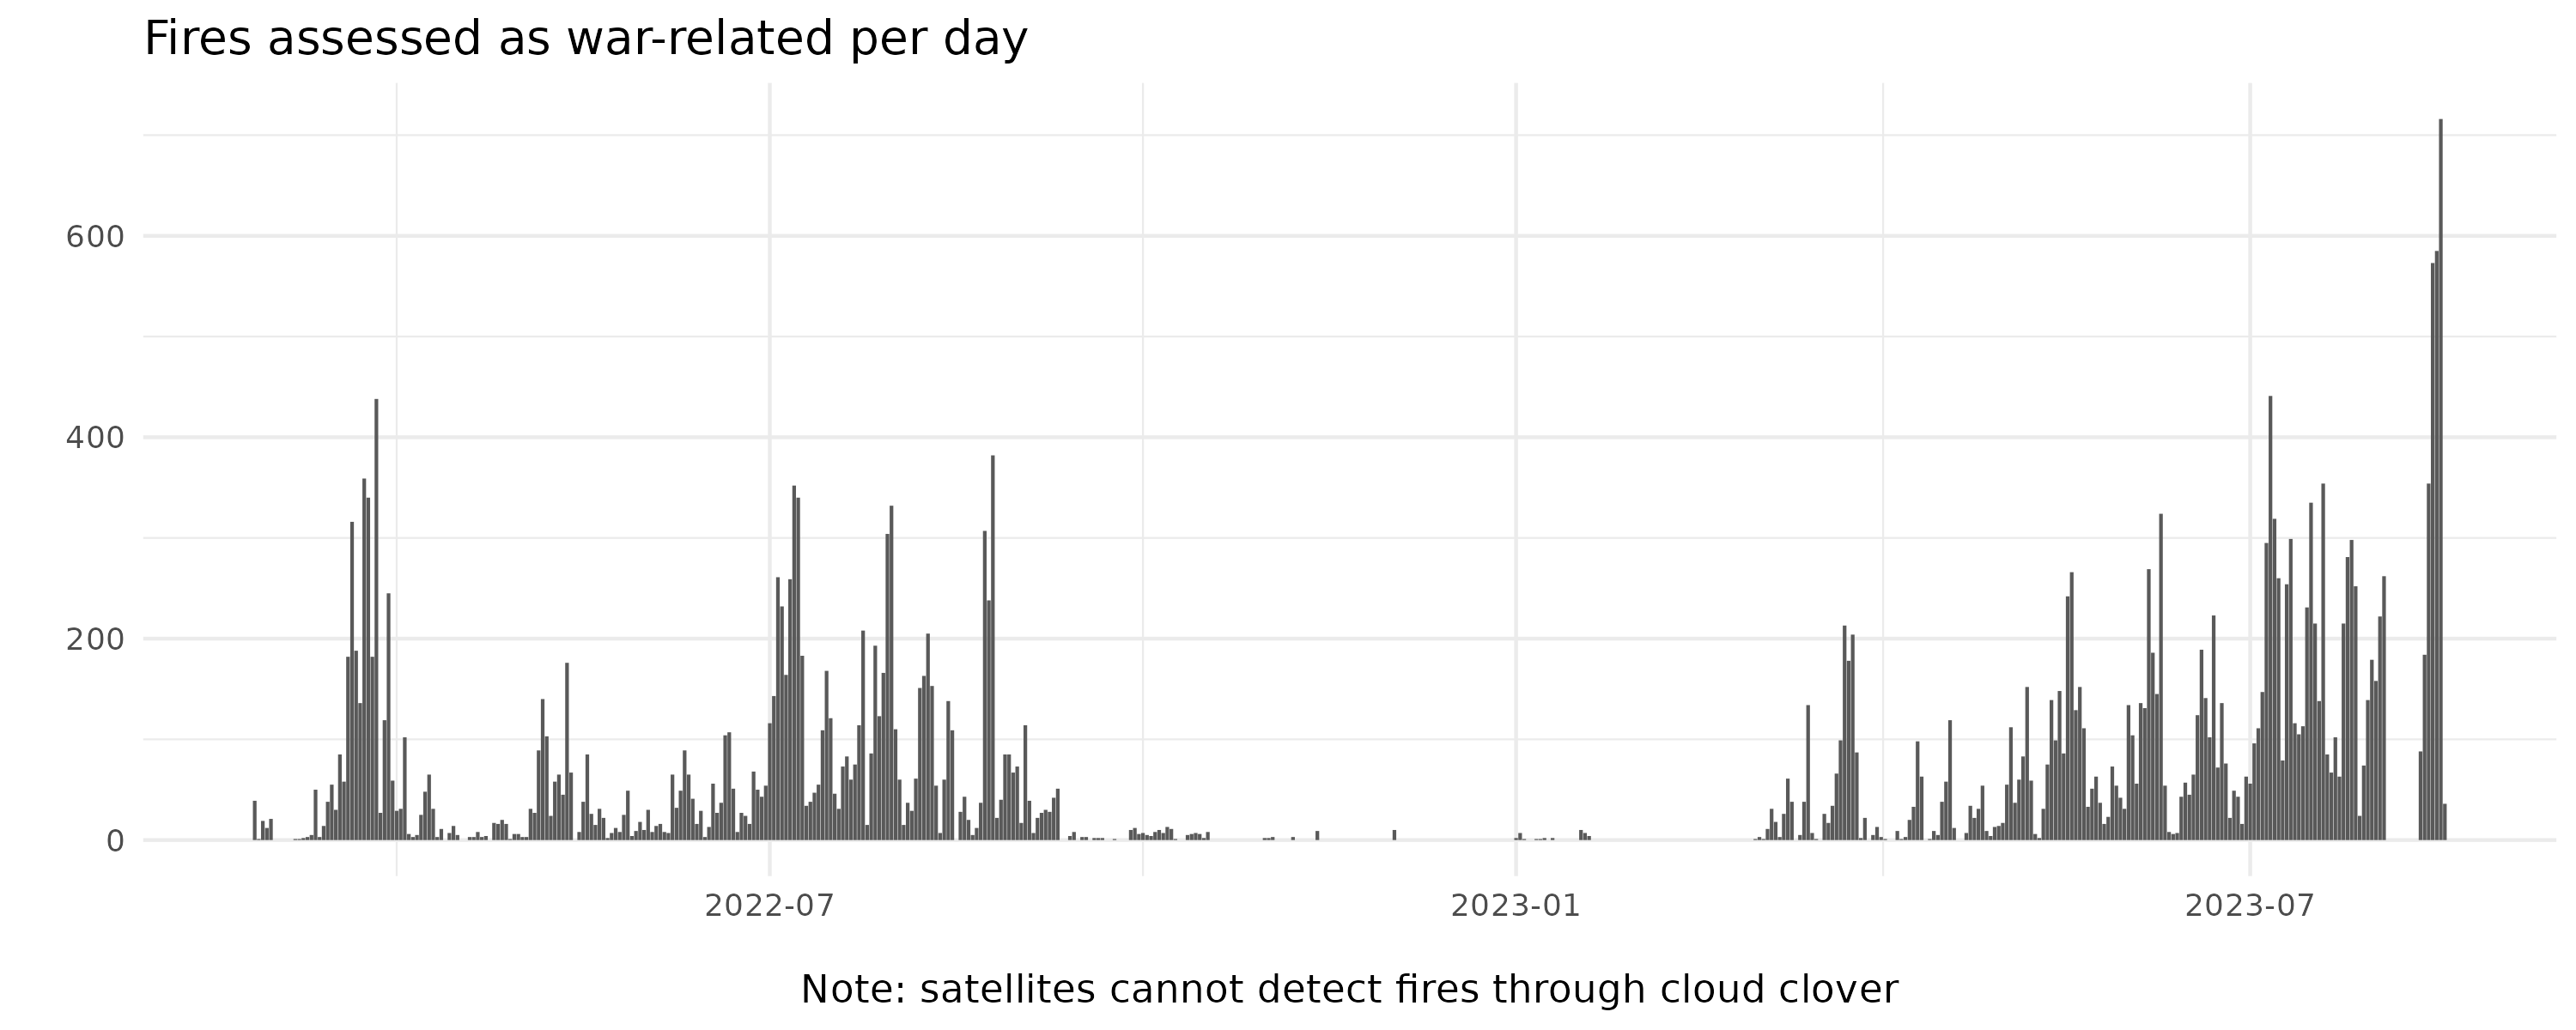 Fires assessed as war-related per day
600
400
200
0
2022-07 2023-01 2023-07
Note: satellites cannot detect fires through cloud clover